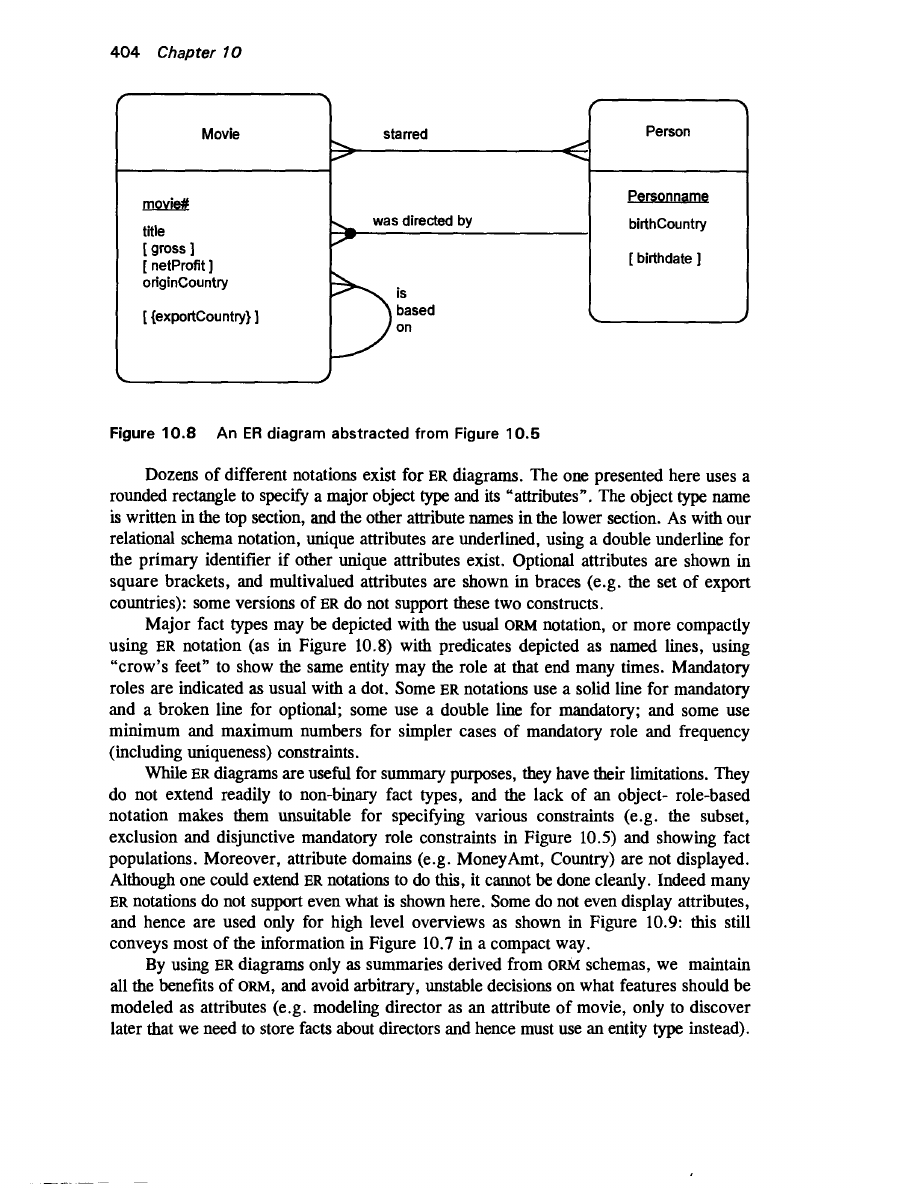 404 Chapter 10
Movie
starred
Person
movie#
title
[ gross ]
[ netProfit ]
originCountry
[ {exportCountry} ]
was directed by
is
based
on
Personname
birthCountry
[ birthdate ]
Figure 10.8 An ER diagram abstracted from Figure 10.5
Dozens of different notations exist for ER diagrams. The one presented here uses a
rounded rectangle to specify a major object type and its "attributes". The object type name
is written in the top section, and the other attribute names in the lower section. As with our
relational schema notation, unique attributes are underlined, using a double underline for
the primary identifier if other unique attributes exist. Optional attributes are shown in
square brackets, and multivalued attributes are shown in braces (e.g. the set of export
countries): some versions of ER do not support these two constructs.
Major fact types may be depicted with the usual ORM notation, or more compactly
using ER notation (as in Figure 10.8) with predicates depicted as named lines, using
"crow's feet" to show the same entity may the role at that end many times. Mandatory
roles are indicated as usual with a dot. Some ER notations use a solid line for mandatory
and a broken line for optional; some use a double line for mandatory; and some use
minimum and maximum numbers for simpler cases of mandatory role and frequency
(including uniqueness) constraints.
While ER diagrams are useful for summary purposes, they have their limitations. They
do not extend readily to non-binary fact types, and the lack of an object- role-based
notation makes them unsuitable for specifying various constraints (e.g. the subset,
exclusion and disjunctive mandatory role constraints in Figure 10.5) and showing fact
populations. Moreover, attribute domains (e.g. MoneyAmt, Country) are not displayed.
Although one could extend ER notations to do this, it cannot be done cleanly. Indeed many
ER notations do not support even what is shown here. Some do not even display attributes,
and hence are used only for high level overviews as shown in Figure 10.9: this still
conveys most of the information in Figure 10.7 in a compact way.
By using ER diagrams only as summaries derived from ORM schemas, we maintain
all the benefits of ORM, and avoid arbitrary, unstable decisions on what features should be
modeled as attributes (e.g. modeling director as an attribute of movie, only to discover
later that we need to store facts about directors and hence must use an entity type instead).